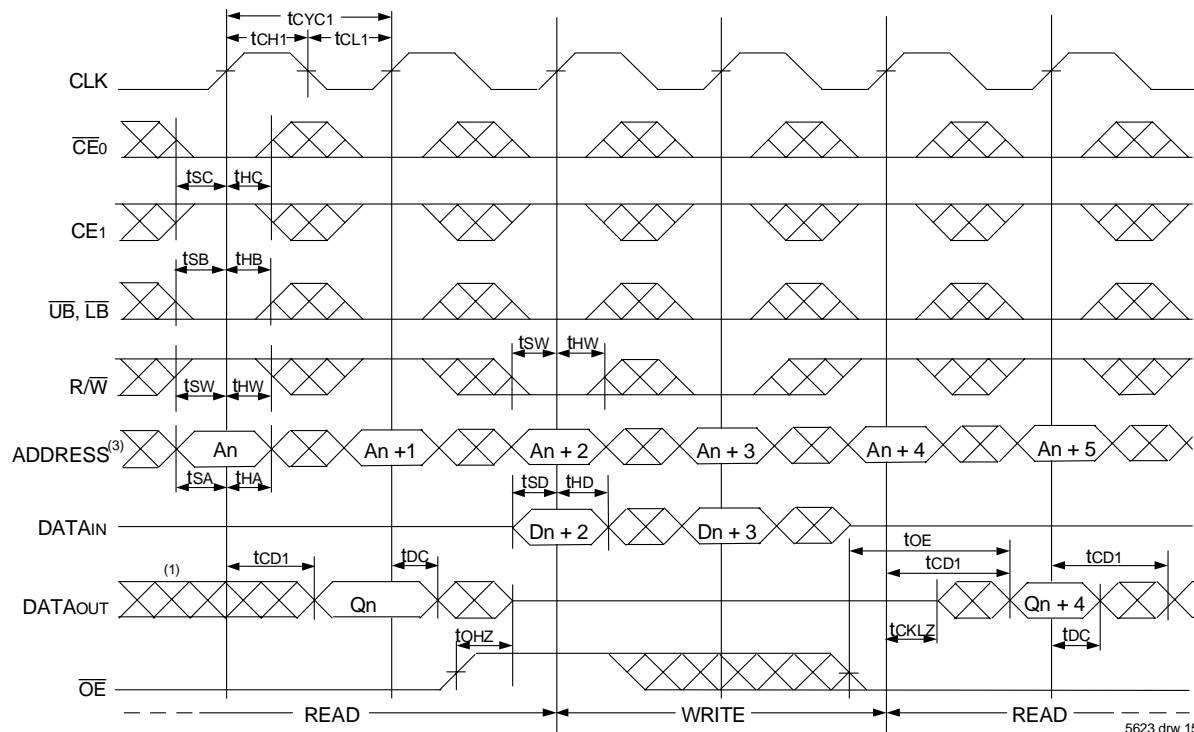 tCYC1
tCH1 tCL1
CLK
CE0
tSC tHC
CE1
tSB tHB
UB, LB
tSW tHW
R/W
tSW tHW
ADDRESS(3) An An +1 An + 2 An + 3 An + 4 An + 5
tSA tHA
tSD tHD
DATAIN Dn + 2 Dn + 3
tOE
tCD1 tDC tCD1 tCD1
(1)
DATAOUT Qn Qn + 4
tOHZ tCKLZ tDC
OE
READ WRITE READ
5623 drw 15